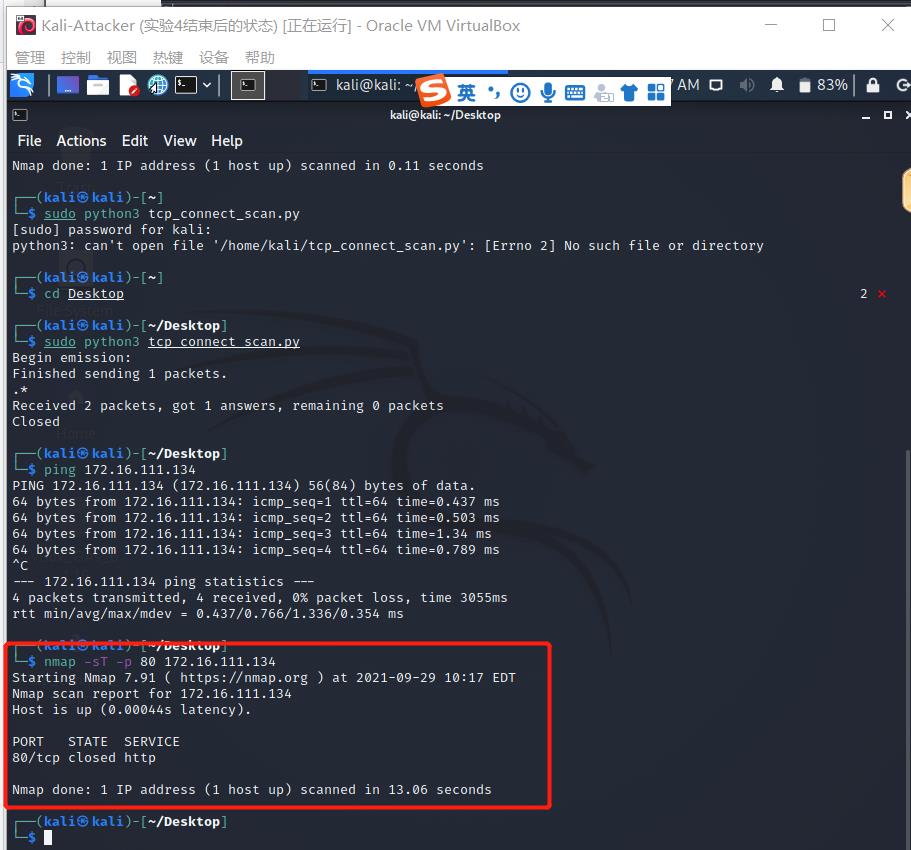 Kali-Attacker (实验4结束后的状态) [正在运行] - Oracle VM VirtualBox
管理 控制 视图 热键 设备 帮助
kali@kali: ~/ 英 7 AM 83%
kali@kali: ~/Desktop
File Actions Edit View Help
Nmap done: 1 IP address (1 host up) scanned in 0.11 seconds
┌──(kali㉿kali)-[~]
└─$ sudo python3 tcp_connect_scan.py
[sudo] password for kali:
python3: can't open file '/home/kali/tcp_connect_scan.py': [Errno 2] No such file or directory
┌──(kali㉿kali)-[~]
└─$ cd Desktop 2 ⨯
┌──(kali㉿kali)-[~/Desktop]
└─$ sudo python3 tcp_connect_scan.py
Begin emission:
Finished sending 1 packets.
.*
Received 2 packets, got 1 answers, remaining 0 packets
Closed
┌──(kali㉿kali)-[~/Desktop]
└─$ ping 172.16.111.134
PING 172.16.111.134 (172.16.111.134) 56(84) bytes of data.
64 bytes from 172.16.111.134: icmp_seq=1 ttl=64 time=0.437 ms
64 bytes from 172.16.111.134: icmp_seq=2 ttl=64 time=0.503 ms
64 bytes from 172.16.111.134: icmp_seq=3 ttl=64 time=1.34 ms
64 bytes from 172.16.111.134: icmp_seq=4 ttl=64 time=0.789 ms
^C
--- 172.16.111.134 ping statistics ---
4 packets transmitted, 4 received, 0% packet loss, time 3055ms
rtt min/avg/max/mdev = 0.437/0.766/1.336/0.354 ms
┌──(kali㉿kali)-[~/Desktop]
└─$ nmap -sT -p 80 172.16.111.134
Starting Nmap 7.91 ( https://nmap.org ) at 2021-09-29 10:17 EDT
Nmap scan report for 172.16.111.134
Host is up (0.00044s latency).
PORT STATE SERVICE
80/tcp closed http
Nmap done: 1 IP address (1 host up) scanned in 13.06 seconds
┌──(kali㉿kali)-[~/Desktop]
└─$